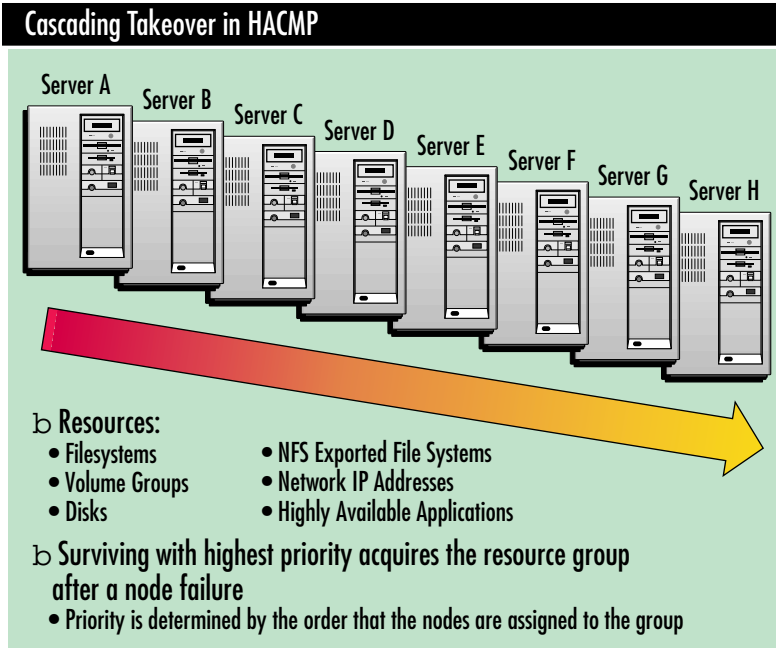 Cascading Takeover in HACMP
Server A
Server B
Server C
Server D
Server E
Server F
Server G
Server H
b Resources:
• Filesystems
• Volume Groups
• Disks
• NFS Exported File Systems
• Network IP Addresses
• Highly Available Applications
b Surviving with highest priority acquires the resource group
after a node failure
• Priority is determined by the order that the nodes are assigned to the group